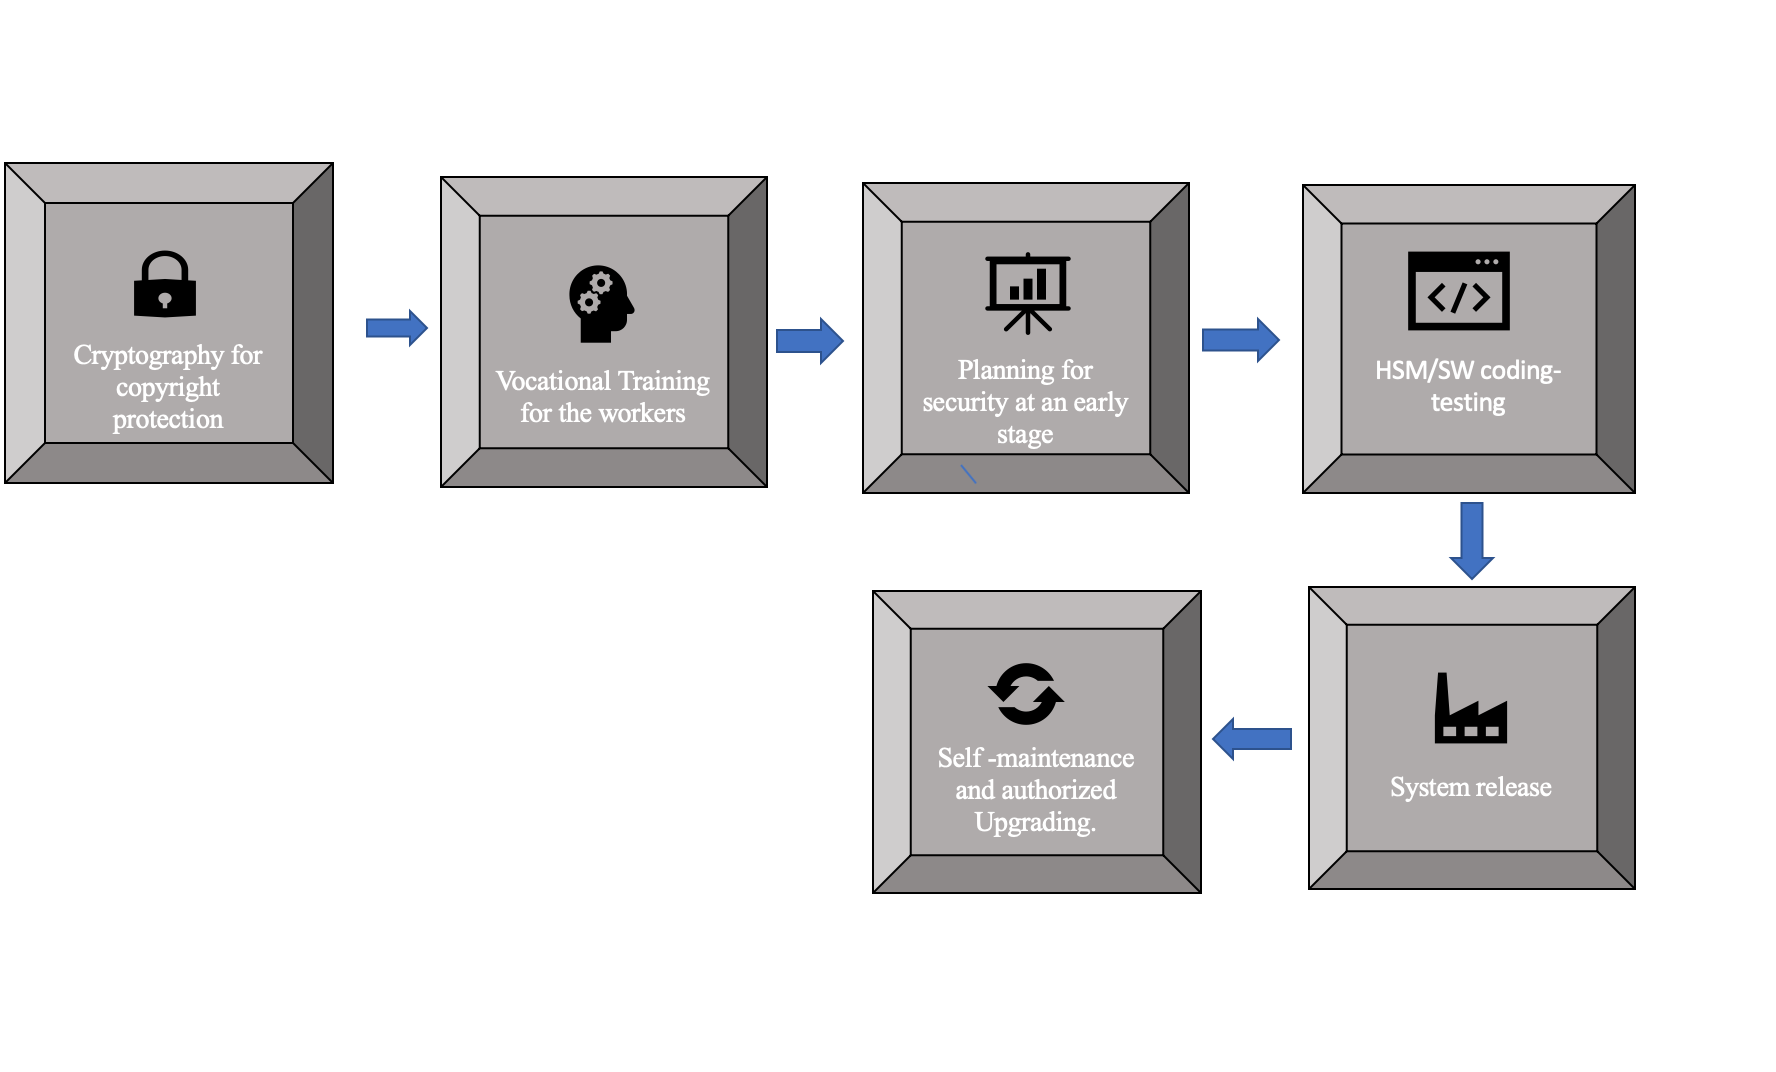 Cryptography for
copyright
protection
Vocational Training
for the workers
Planning for
security at an early
stage
HSM/SW coding-
testing
System release
Self -maintenance
and authorized
Upgrading.